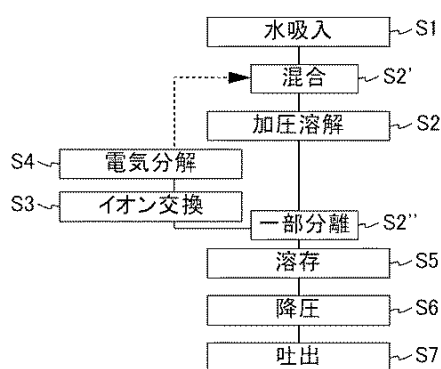 水吸入 S1
混合 S2'
加圧溶解 S2
S4 電気分解
S3 イオン交換
一部分離 S2''
溶存 S5
降圧 S6
吐出 S7